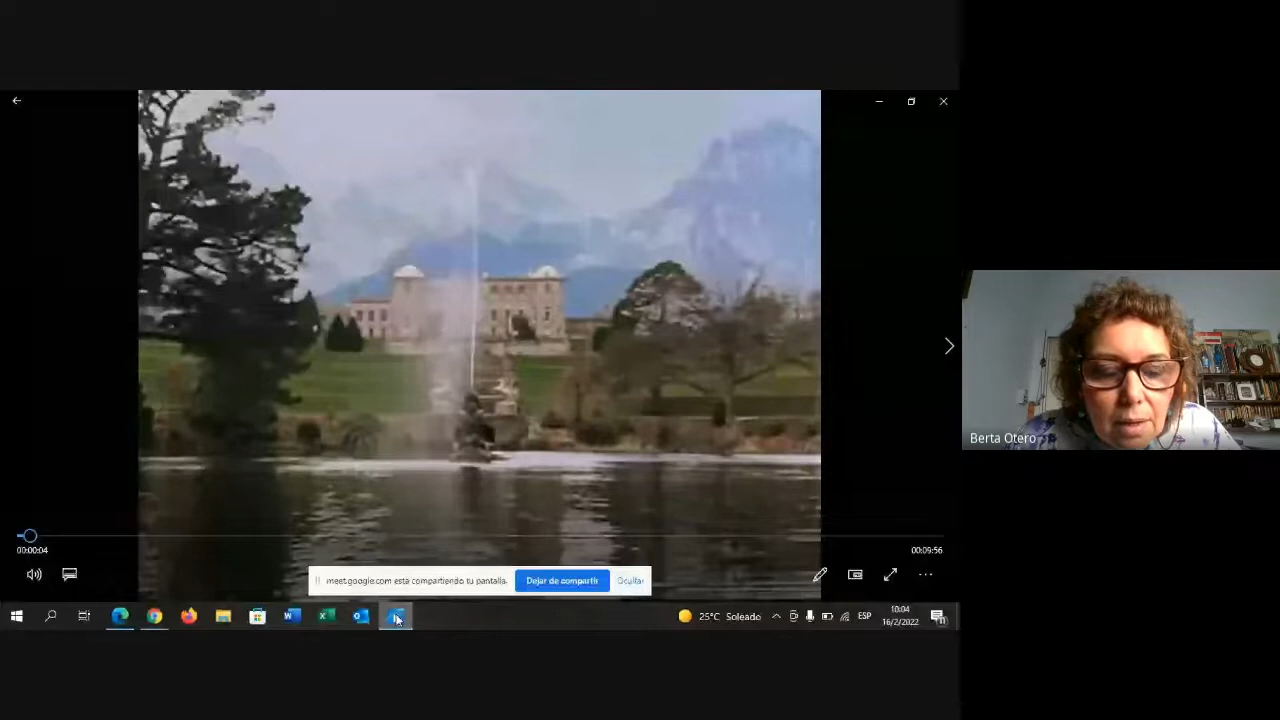 Berta Otero
00:00:04
00:09:56
meet.google.com está compartiendo tu pantalla.
Dejar de compartir
Ocultar
25°C Soleado
ESP
10:04
16/2/2022